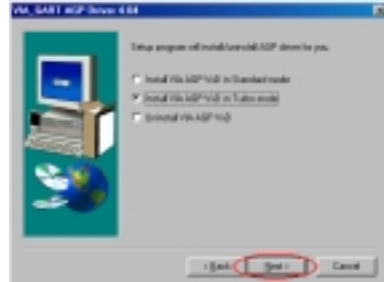 VIA_GART AGP Driver 4.04
Setup program will install/uninstall AGP driver to you.
Install VIA AGP VxD in Standard mode
Install VIA AGP VxD in Turbo mode
Uninstall VIA AGP VxD
< Back
Next >
Cancel